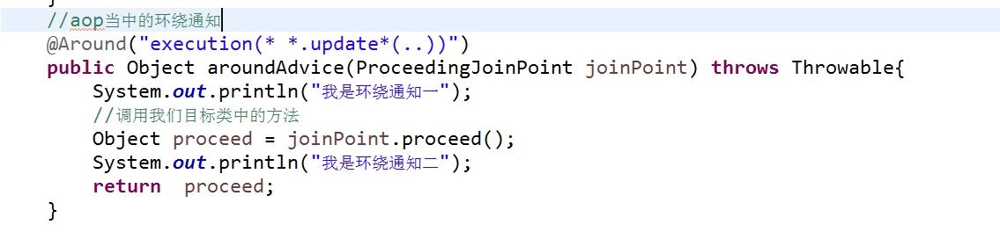 }
//aop当中的环绕通知
@Around("execution(* *.update*(..))")
public Object aroundAdvice(ProceedingJoinPoint joinPoint) throws Throwable{
System.out.println("我是环绕通知一");
//调用我们目标类中的方法
Object proceed = joinPoint.proceed();
System.out.println("我是环绕通知二");
return  proceed;
}